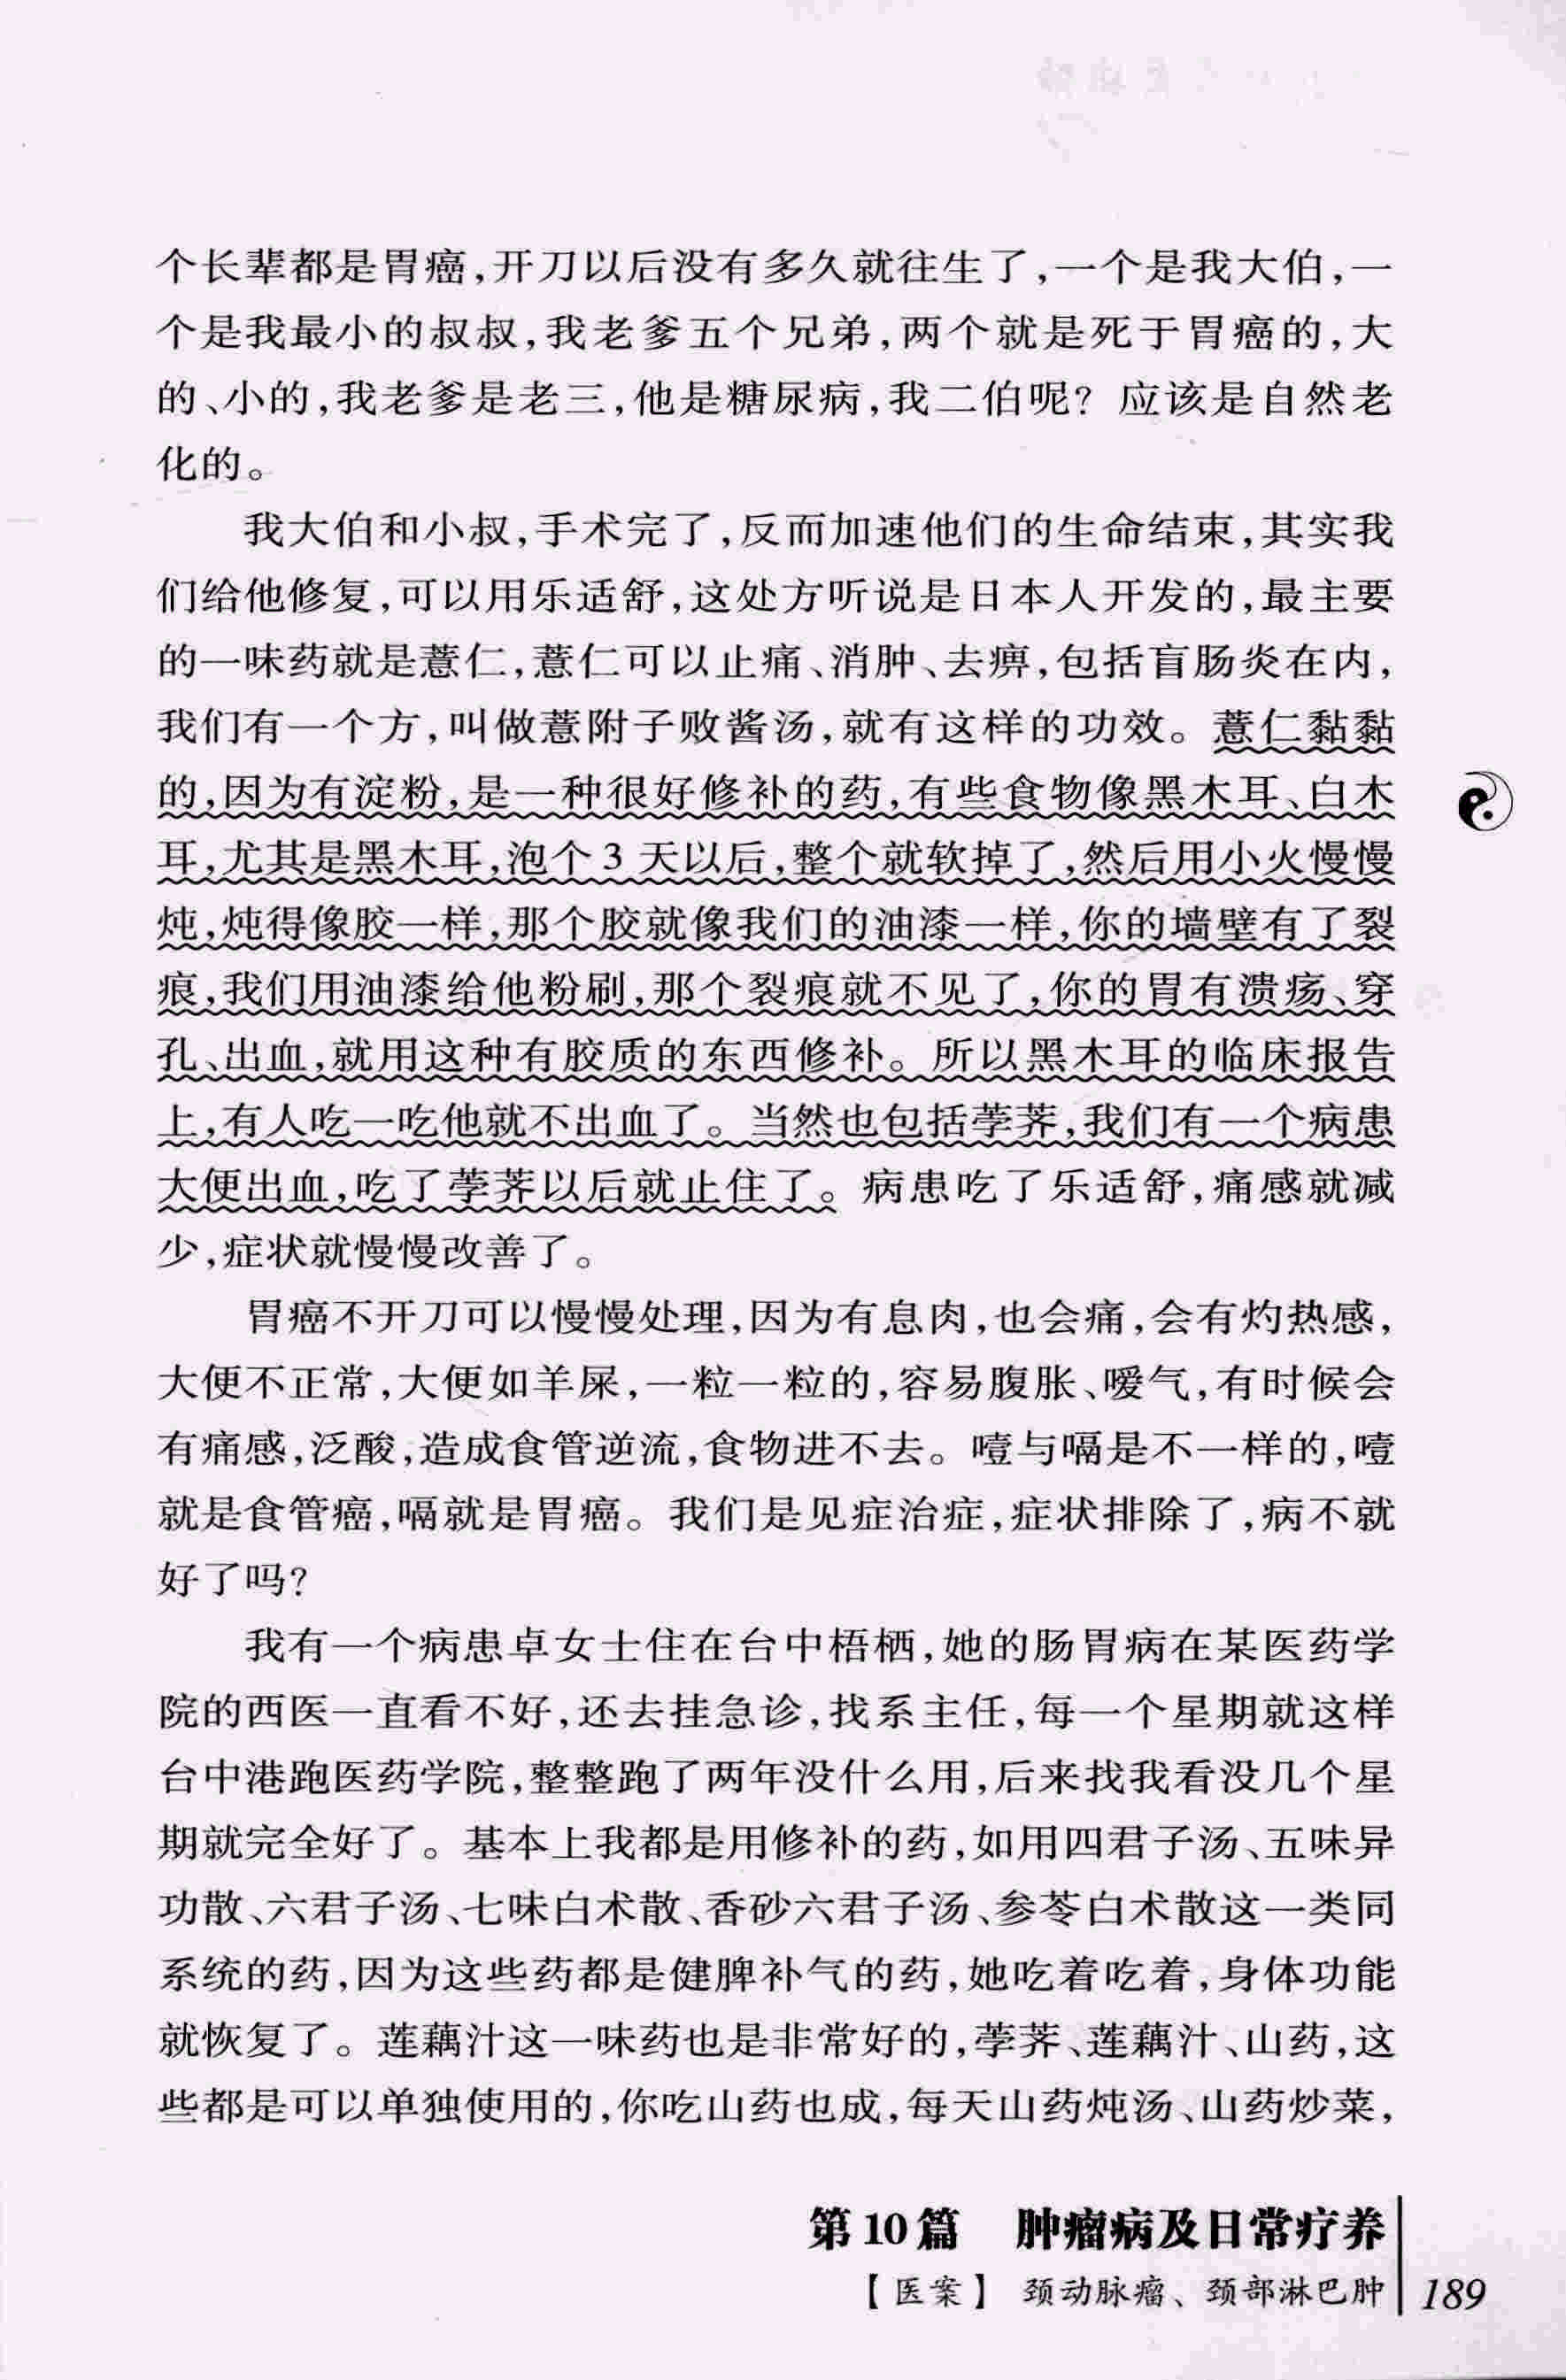 个长辈都是胃癌,开刀以后没有多久就往生了,一个是我大伯,一
个是我最小的叔叔,我老爹五个兄弟,两个就是死于胃癌的,大
的、小的,我老爹是老三,他是糖尿病,我二伯呢?应该是自然老
化的。
我大伯和小叔,手术完了,反而加速他们的生命结束,其实我
们给他修复,可以用乐适舒,这处方听说是日本人开发的,最主要
的一味药就是薏仁,薏仁可以止痛、消肿、去痹,包括盲肠炎在内,
我们有一个方,叫做薏附子败酱汤,就有这样的功效。薏仁黏黏
的,因为有淀粉,是一种很好修补的药,有些食物像黑木耳、白木
耳,尤其是黑木耳,泡个3天以后,整个就软掉了,然后用小火慢慢
炖,炖得像胶一样,那个胶就像我们的油漆一样,你的墙壁有了裂
痕,我们用油漆给他粉刷,那个裂痕就不见了,你的胃有溃疡、穿
孔、出血,就用这种有胶质的东西修补。所以黑木耳的临床报告
上,有人吃一吃他就不出血了。当然也包括荸荠,我们有一个病患
大便出血,吃了荸荠以后就止住了。病患吃了乐适舒,痛感就减
少,症状就慢慢改善了。
胃癌不开刀可以慢慢处理,因为有息肉,也会痛,会有灼热感,
大便不正常,大便如羊屎,一粒一粒的,容易腹胀、嗳气,有时候会
有痛感,泛酸,造成食管逆流,食物进不去。噎与嗝是不一样的,噎
就是食管癌,嗝就是胃癌。我们是见症治症,症状排除了,病不就
好了吗?
我有一个病患卓女士住在台中梧栖,她的肠胃病在某医药学
院的西医一直看不好,还去挂急诊,找系主任,每一个星期就这样
台中港跑医药学院,整整跑了两年没什么用,后来找我看没几个星
期就完全好了。基本上我都是用修补的药,如用四君子汤、五味异
功散、六君子汤、七味白术散、香砂六君子汤、参苓白术散这一类同
系统的药,因为这些药都是健脾补气的药,她吃着吃着,身体功能
就恢复了。莲藕汁这一味药也是非常好的,荸荠、莲藕汁、山药,这
些都是可以单独使用的,你吃山药也成,每天山药炖汤、山药炒菜,
第10篇 肿瘤病及日常疗养
【医案】 颈动脉瘤、颈部淋巴肿 189